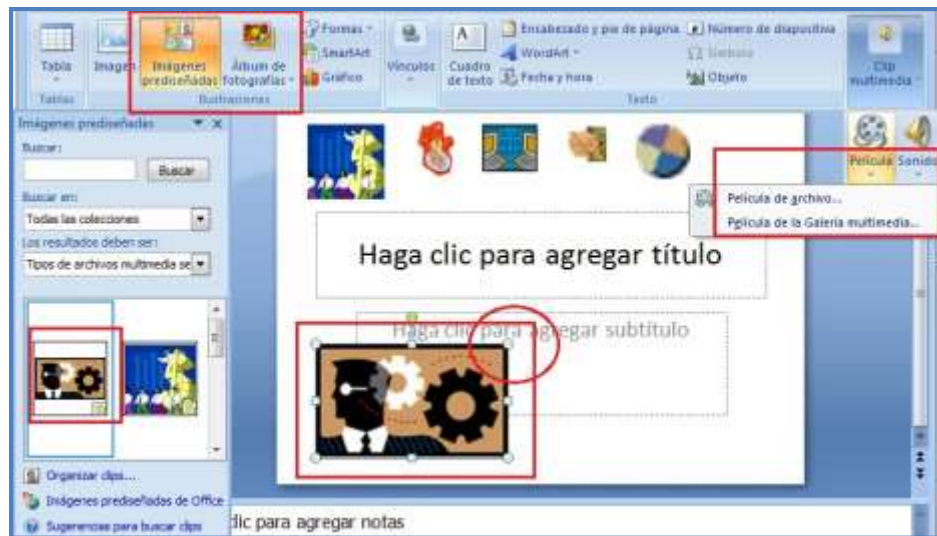 Tabla
Imagen
Imágenes prediseñadas
Álbum de fotografías
Formas
SmartArt
Gráfico
Vínculos
Cuadro de texto
Encabezado y pie de página
WordArt
Fecha y hora
Número de diapositiva
Símbolo
Objeto
Clip multimedia
Tablas
Ilustraciones
Texto
Imágenes prediseñadas
Buscar:
Buscar
Buscar en:
Todas las colecciones
Los resultados deben ser:
Tipos de archivos multimedia se
Organizar clips...
Imágenes prediseñadas de Office
Sugerencias para buscar clips
Película
Sonido
Película de archivo...
Película de la Galería multimedia...
Haga clic para agregar título
Haga clic para agregar subtítulo
clic para agregar notas